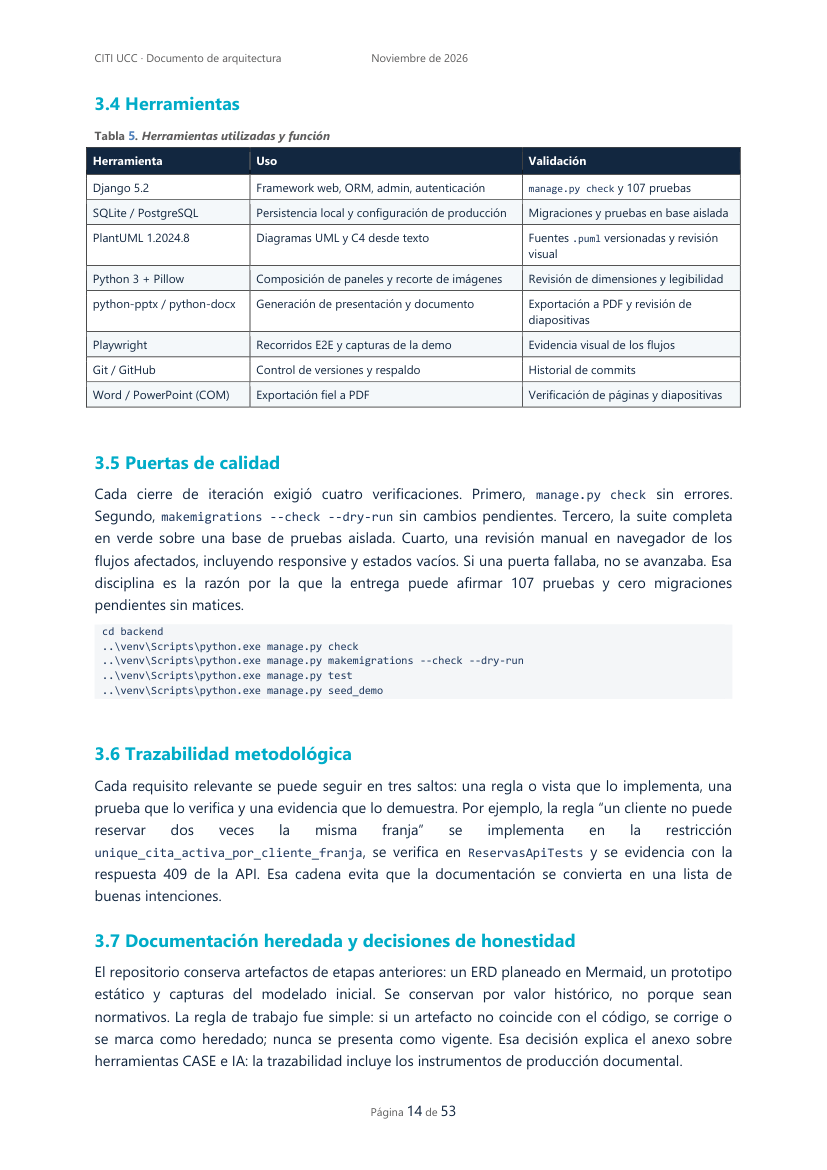 CITI UCC · Documento de arquitectura Noviembre de 2026
3.4 Herramientas
Tabla 5. Herramientas utilizadas y función
Herramienta Uso Validación
Django 5.2 Framework web, ORM, admin, autenticación manage.py check y 107 pruebas
SQLite / PostgreSQL Persistencia local y configuración de producción Migraciones y pruebas en base aislada
PlantUML 1.2024.8 Diagramas UML y C4 desde texto Fuentes .puml versionadas y revisión
visual
Python 3 + Pillow Composición de paneles y recorte de imágenes Revisión de dimensiones y legibilidad
python-pptx / python-docx Generación de presentación y documento Exportación a PDF y revisión de
diapositivas
Playwright Recorridos E2E y capturas de la demo Evidencia visual de los flujos
Git / GitHub Control de versiones y respaldo Historial de commits
Word / PowerPoint (COM) Exportación fiel a PDF Verificación de páginas y diapositivas
3.5 Puertas de calidad
Cada cierre de iteración exigió cuatro verificaciones. Primero, manage.py check sin errores.
Segundo, makemigrations --check --dry-run sin cambios pendientes. Tercero, la suite completa
en verde sobre una base de pruebas aislada. Cuarto, una revisión manual en navegador de los
flujos afectados, incluyendo responsive y estados vacíos. Si una puerta fallaba, no se avanzaba. Esa
disciplina es la razón por la que la entrega puede afirmar 107 pruebas y cero migraciones
pendientes sin matices.
cd backend
..\venv\Scripts\python.exe manage.py check
..\venv\Scripts\python.exe manage.py makemigrations --check --dry-run
..\venv\Scripts\python.exe manage.py test
..\venv\Scripts\python.exe manage.py seed_demo
3.6 Trazabilidad metodológica
Cada requisito relevante se puede seguir en tres saltos: una regla o vista que lo implementa, una
prueba que lo verifica y una evidencia que lo demuestra. Por ejemplo, la regla “un cliente no puede
reservar dos veces la misma franja” se implementa en la restricción
unique_cita_activa_por_cliente_franja, se verifica en ReservasApiTests y se evidencia con la
respuesta 409 de la API. Esa cadena evita que la documentación se convierta en una lista de
buenas intenciones.
3.7 Documentación heredada y decisiones de honestidad
El repositorio conserva artefactos de etapas anteriores: un ERD planeado en Mermaid, un prototipo
estático y capturas del modelado inicial. Se conservan por valor histórico, no porque sean
normativos. La regla de trabajo fue simple: si un artefacto no coincide con el código, se corrige o
se marca como heredado; nunca se presenta como vigente. Esa decisión explica el anexo sobre
herramientas CASE e IA: la trazabilidad incluye los instrumentos de producción documental.
Página 14 de 53